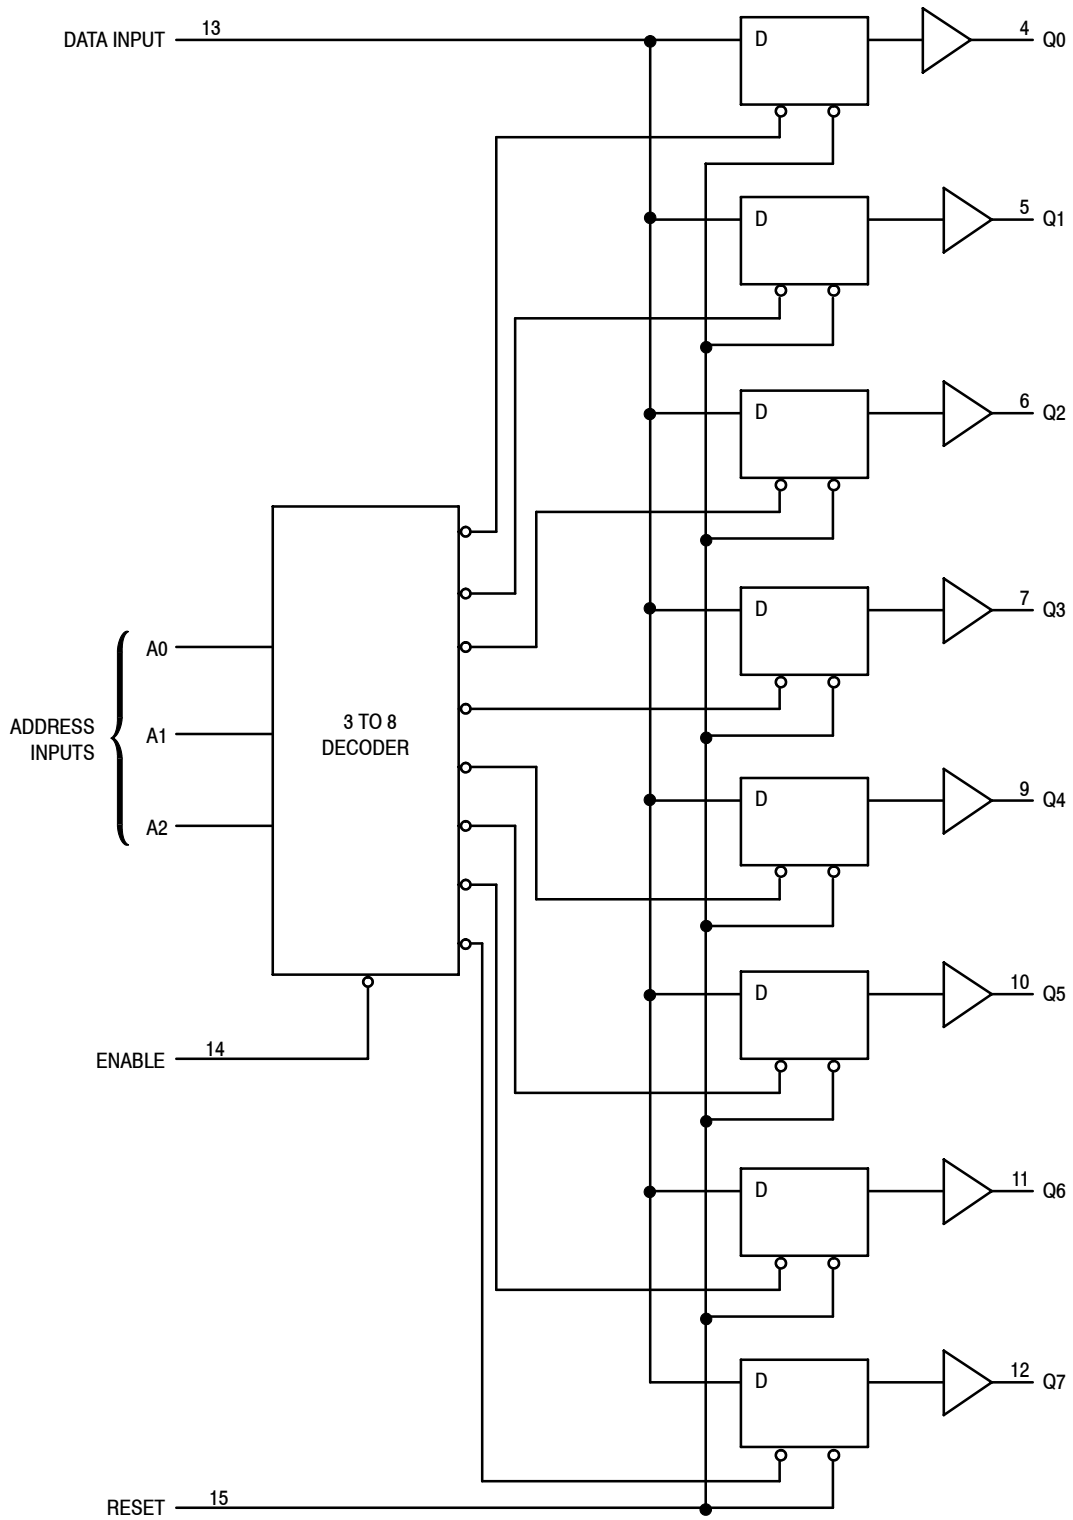 DATA INPUT 13 D 4 Q0
D 5 Q1
D 6 Q2
D 7 Q3
A0
ADDRESS
INPUTS
A1
3 TO 8
DECODER
D 9 Q4
A2
D 10 Q5
ENABLE 14
D 11 Q6
D 12 Q7
RESET 15